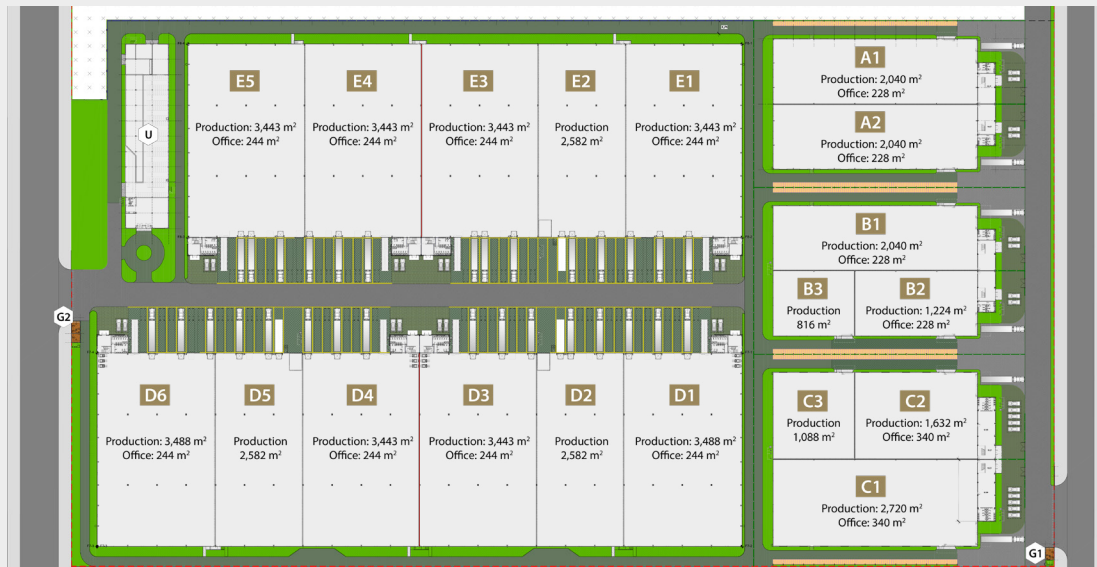 E5
Production: 3,443 m²
Office: 244 m²
E4
Production: 3,443 m²
Office: 244 m²
E3
Production: 3,443 m²
Office: 244 m²
E2
Production
2,582 m²
E1
Production: 3,443 m²
Office: 244 m²
A1
Production: 2,040 m²
Office: 228 m²
A2
Production: 2,040 m²
Office: 228 m²
U
B1
Production: 2,040 m²
Office: 228 m²
B3
Production
816 m²
B2
Production: 1,224 m²
Office: 228 m²
G2
D6
Production: 3,488 m²
Office: 244 m²
D5
Production
2,582 m²
D4
Production: 3,443 m²
Office: 244 m²
D3
Production: 3,443 m²
Office: 244 m²
D2
Production
2,582 m²
D1
Production: 3,488 m²
Office: 244 m²
C3
Production
1,088 m²
C2
Production: 1,632 m²
Office: 340 m²
C1
Production: 2,720 m²
Office: 340 m²
G1